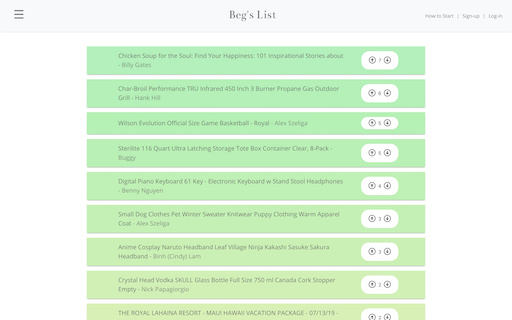 Beg's List
How to Start | Sign-up | Log-in
Chicken Soup for the Soul: Find Your Happiness: 101 Inspirational Stories about
- Billy Gates
7
Char-Broil Performance TRU Infrared 450 Inch 3 Burner Propane Gas Outdoor
Grill - Hank Hill
6
Wilson Evolution Official Size Game Basketball - Royal - Alex Szeliga
5
Sterilite 116 Quart Ultra Latching Storage Tote Box Container Clear, 8-Pack -
Buggy
5
Digital Piano Keyboard 61 Key - Electronic Keyboard w Stand Stool Headphones
- Benny Nguyen
4
Small Dog Clothes Pet Winter Sweater Knitwear Puppy Clothing Warm Apparel
Coat - Alex Szeliga
3
Anime Cosplay Naruto Headband Leaf Village Ninja Kakashi Sasuke Sakura
Headband - Binh (Cindy) Lam
3
Crystal Head Vodka SKULL Glass Bottle Full Size 750 ml Canada Cork Stopper
Empty - Nick Papagiorgio
2
THE ROYAL LAHAINA RESORT - MAUI HAWAII VACATION PACKAGE - 07/13/19 -
2